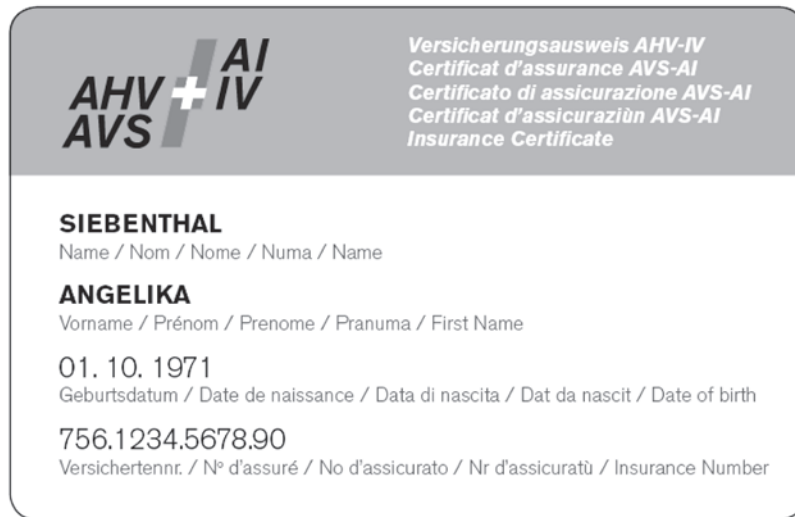 AHV AI
AVS IV
Versicherungsausweis AHV-IV
Certificat d'assurance AVS-AI
Certificato di assicurazione AVS-AI
Certificat d'assicuraziùn AVS-AI
Insurance Certificate
SIEBENTHAL
Name / Nom / Nome / Numa / Name
ANGELIKA
Vorname / Prénom / Prenome / Pranuma / First Name
01. 10. 1971
Geburtsdatum / Date de naissance / Data di nascita / Dat da nascit / Date of birth
756.1234.5678.90
Versichertennr. / Nº d'assuré / No d'assicurato / Nr d'assicuratù / Insurance Number